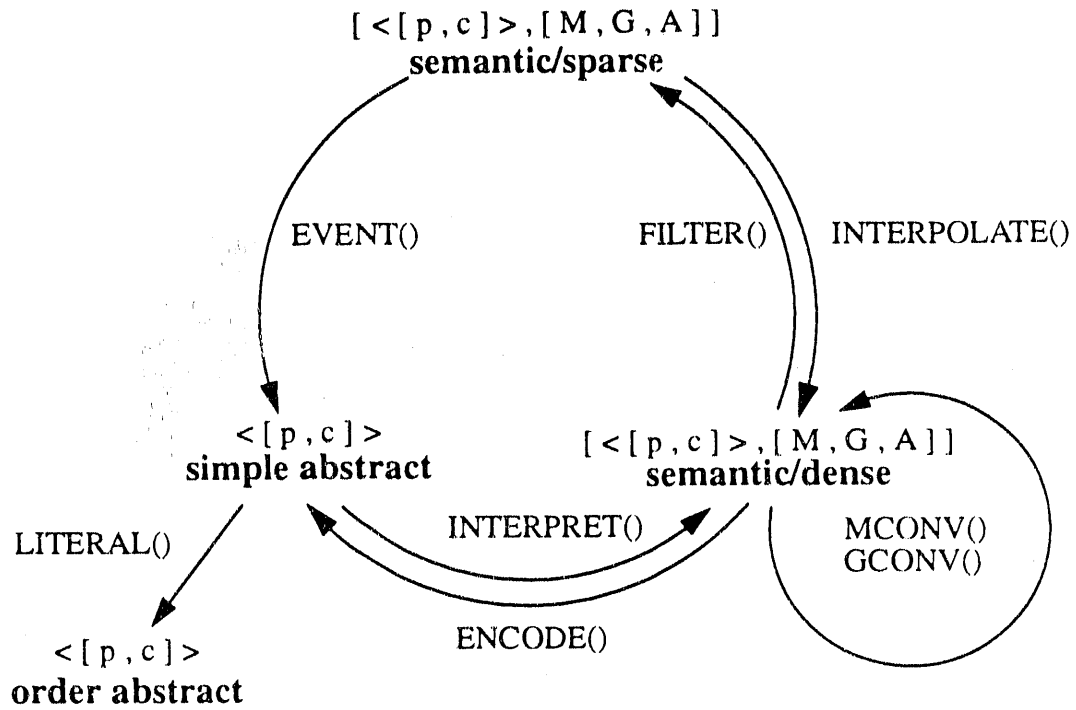 [ < [ p , c ] > , [ M , G , A ] ]
semantic/sparse
EVENT()
FILTER()
INTERPOLATE()
< [ p , c ] >
simple abstract
[ < [ p , c ] > , [ M , G , A ] ]
semantic/dense
LITERAL()
INTERPRET()
MCONV()
GCONV()
ENCODE()
< [ p , c ] >
order abstract